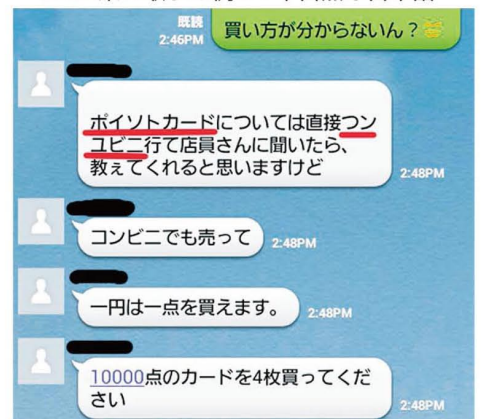 既読
2:46PM
買い方が分からないん？
ポイソトカードについては直接つン
ユビ二行て店員さんに聞いたら、
教ぇてくれると思いますけど
2:48PM
コンビニでも売って
2:48PM
一円は一点を買えます。
2:48PM
10000点のカードを4枚買ってくだ
さい
2:48PM